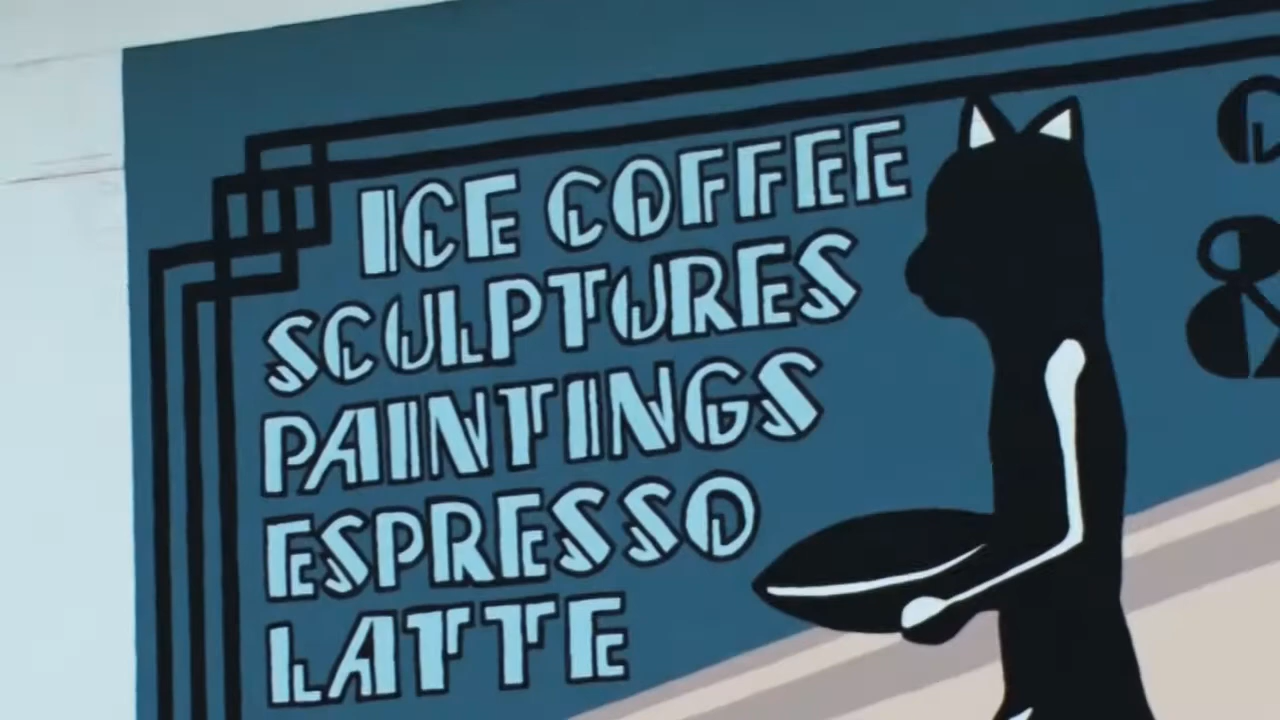 ICE COFFEE
SCULPTURES
PAINTINGS
ESPRESSO
LATTE
&